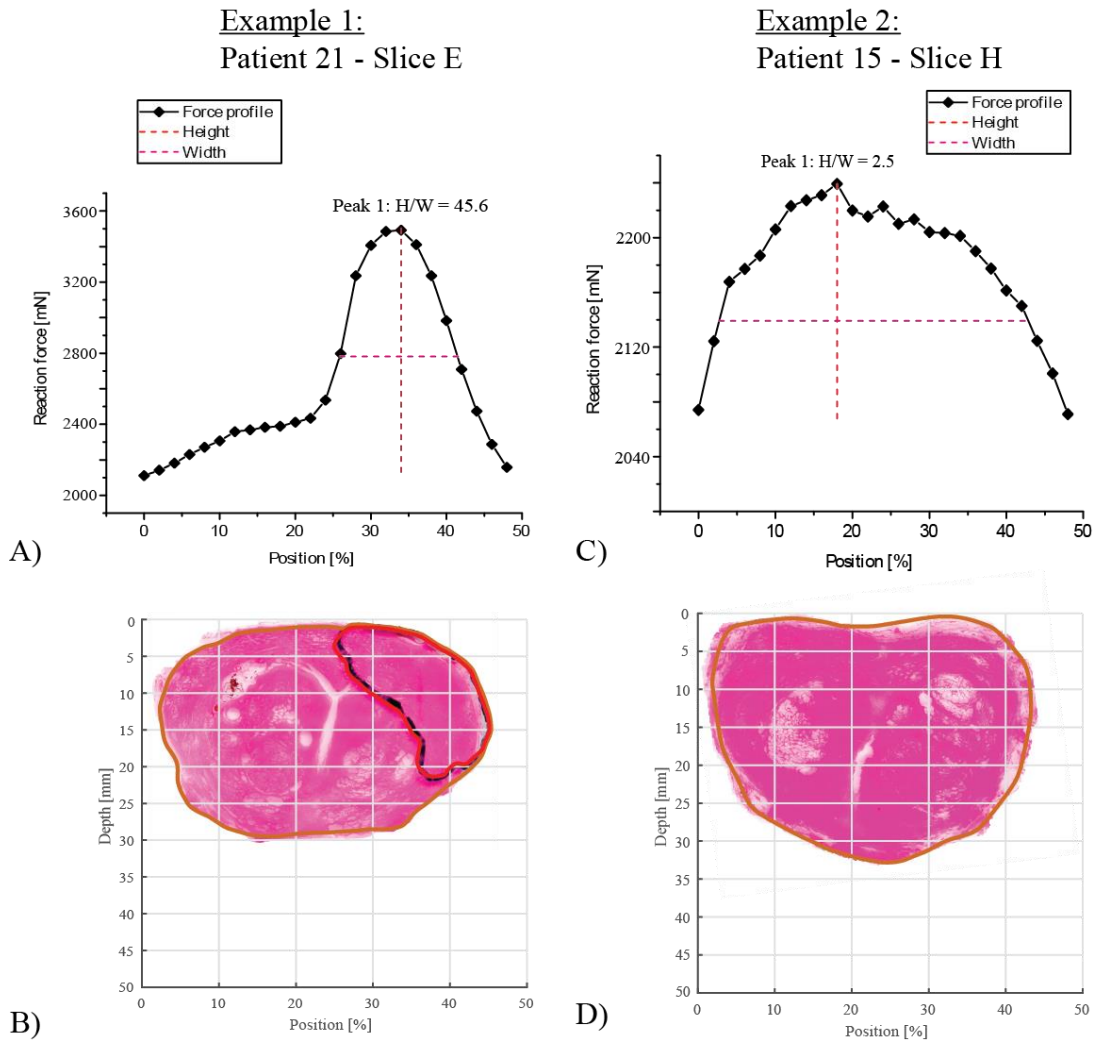 Example 1:
Patient 21 - Slice E
Force profile
Height
Width
Peak 1: H/W = 45.6
3600
3200
2800
2400
2000
Reaction force [mN]
0 10 20 30 40 50
Position [%]
A)
0
5
10
15
20
25
30
35
40
45
50
Depth [mm]
0 10 20 30 40 50
Position [%]
B)
Example 2:
Patient 15 - Slice H
Force profile
Height
Width
Peak 1: H/W = 2.5
2200
2120
2040
Reaction force [mN]
0 10 20 30 40 50
Position [%]
C)
0
5
10
15
20
25
30
35
40
45
50
Depth [mm]
0 10 20 30 40 50
Position [%]
D)